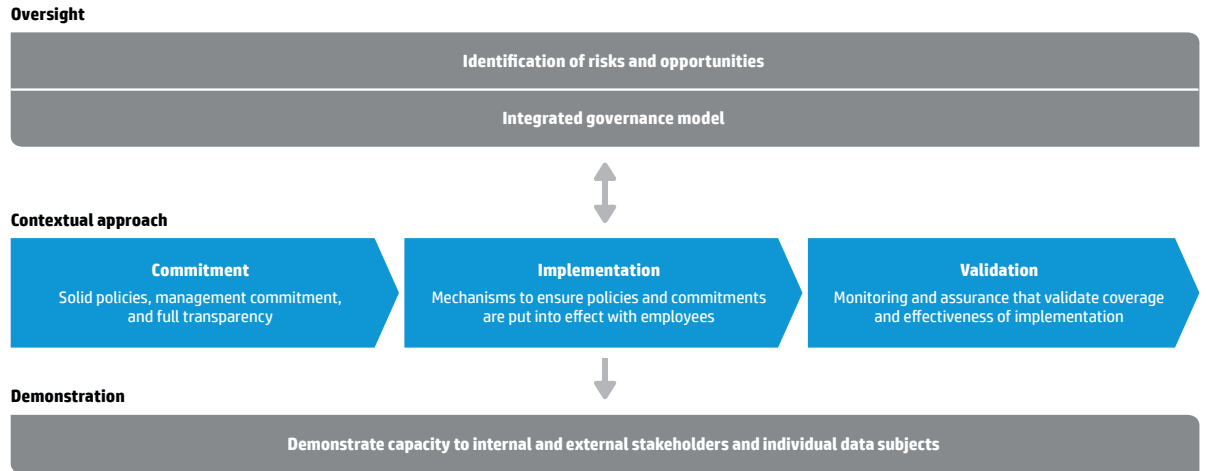 Oversight
Identification of risks and opportunities
Integrated governance model
Contextual approach
Commitment
Solid policies, management commitment,
and full transparency
Implementation
Mechanisms to ensure policies and commitments
are put into effect with employees
Validation
Monitoring and assurance that validate coverage
and effectiveness of implementation
Demonstration
Demonstrate capacity to internal and external stakeholders and individual data subjects